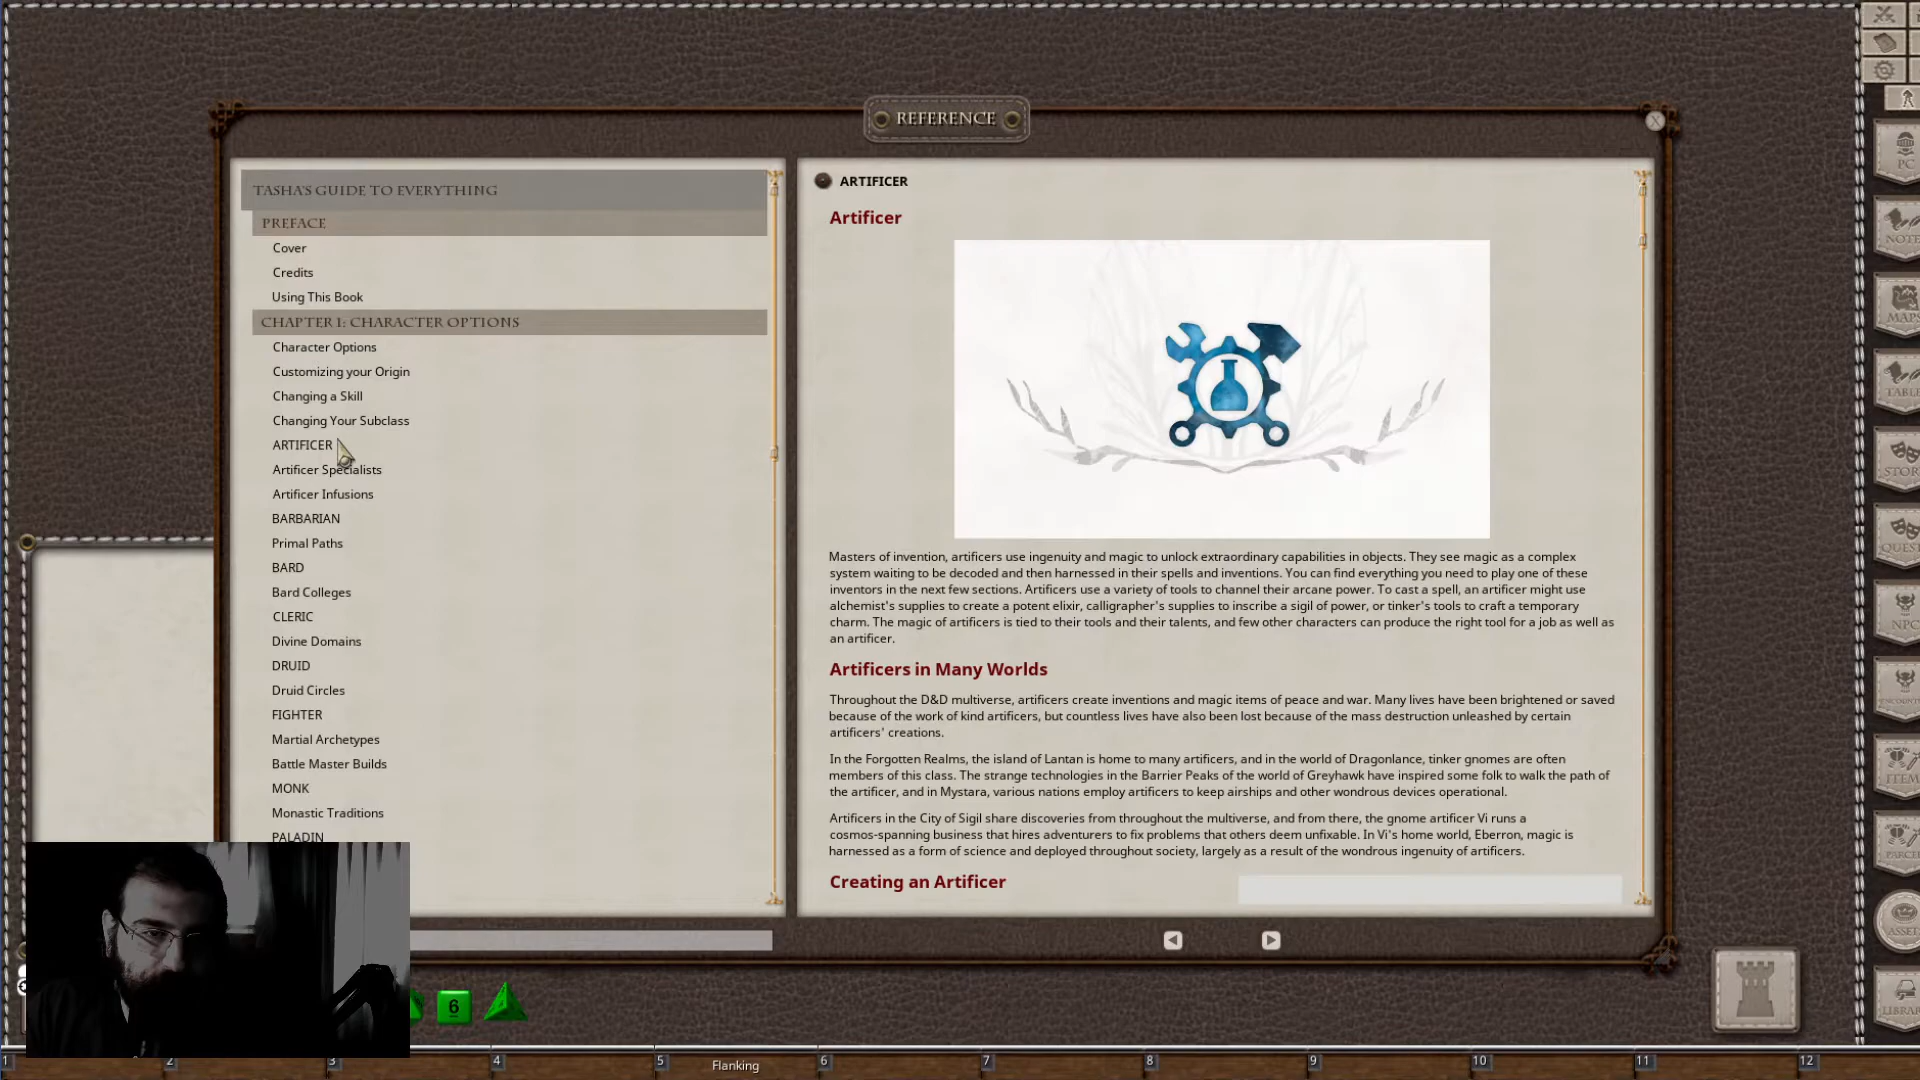 REFERENCE
TASHA'S GUIDE TO EVERYTHING
PREFACE
Cover
Credits
Using This Book
CHAPTER 1: CHARACTER OPTIONS
Character Options
Customizing your Origin
Changing a Skill
Changing Your Subclass
ARTIFICER
Artificer Specialists
Artificer Infusions
BARBARIAN
Primal Paths
BARD
Bard Colleges
CLERIC
Divine Domains
DRUID
Druid Circles
FIGHTER
Martial Archetypes
Battle Master Builds
MONK
Monastic Traditions
PALADIN
ARTIFICER
Artificer
Masters of invention, artificers use ingenuity and magic to unlock extraordinary capabilities in objects. They see magic as a complex
system waiting to be decoded and then harnessed in their spells and inventions. You can find everything you need to play one of these
inventors in the next few sections. Artificers use a variety of tools to channel their arcane power. To cast a spell, an artificer might use
alchemist's supplies to create a potent elixir, calligrapher's supplies to inscribe a sigil of power, or tinker's tools to craft a temporary
charm. The magic of artificers is tied to their tools and their talents, and few other characters can produce the right tool for a job as well as
an artificer.
Artificers in Many Worlds
Throughout the D&D multiverse, artificers create inventions and magic items of peace and war. Many lives have been brightened or saved
because of the work of kind artificers, but countless lives have also been lost because of the mass destruction unleashed by certain
artificers' creations.
In the Forgotten Realms, the island of Lantan is home to many artificers, and in the world of Dragonlance, tinker gnomes are often
members of this class. The strange technologies in the Barrier Peaks of the world of Greyhawk have inspired some folk to walk the path of
the artificer, and in Mystara, various nations employ artificers to keep airships and other wondrous devices operational.
Artificers in the City of Sigil share discoveries from throughout the multiverse, and from there, the gnome artificer Vi runs a
cosmos-spanning business that hires adventurers to fix problems that others deem unfixable. In Vi's home world, Eberron, magic is
harnessed as a form of science and deployed throughout society, largely as a result of the wondrous ingenuity of artificers.
Creating an Artificer
PC
NOTE
MAPS
TABLE
STOR
QUEST
NPC
ITEM
PARCE
ASSET
LIBRAR
6
1 2 3 4 5 Flanking 6 7 8 9 10 11 12